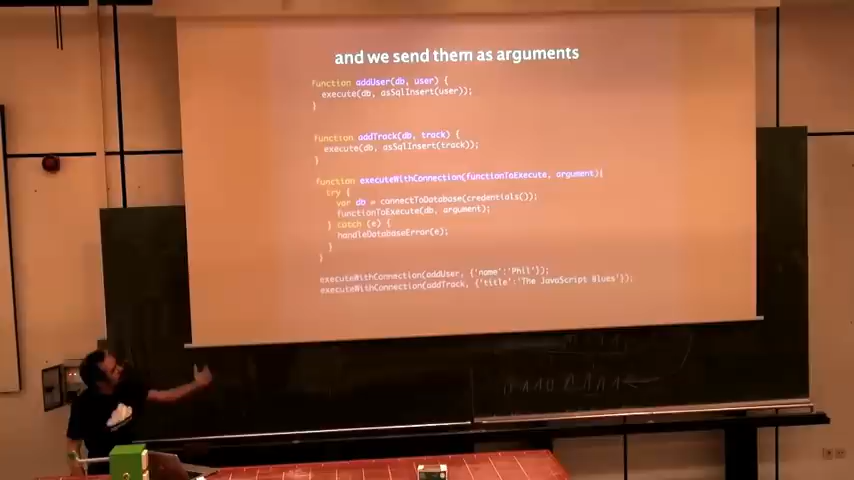 and we send them as arguments
function addUser(db, user) {
execute(db, asSqlInsert(user));
}
function addTrack(db, track) {
execute(db, asSqlInsert(track));
}
function executeWithConnection(functionToExecute, argument){
try {
var db = connectToDatabase(credentials());
functionToExecute(db, argument);
} catch (e) {
handleDatabaseError(e);
}
}
executeWithConnection(addUser, {'name':'Phil'});
executeWithConnection(addTrack, {'title':'The JavaScript Blues'});